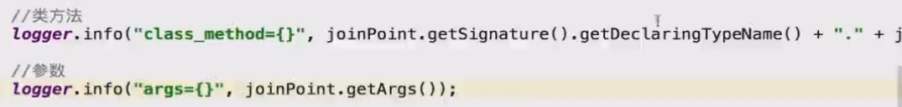 //类方法
logger.info("class_method={}", joinPoint.getSignature().getDeclaringTypeName() + "." + j
//参数
logger.info("args={}", joinPoint.getArgs());